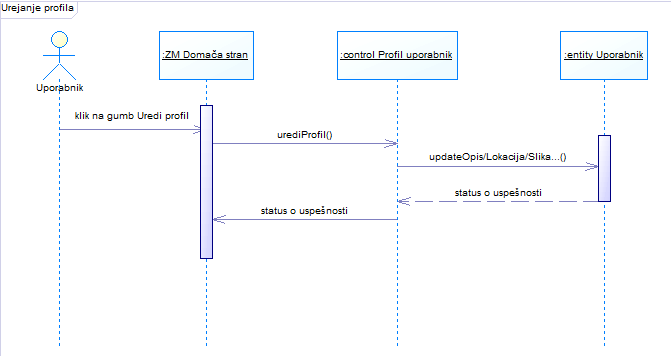 Urejanje profila
:ZM Domača stran
:control Profil uporabnik
:entity Uporabnik
Uporabnik
klik na gumb Uredi profil
urediProfil()
updateOpis/Lokacija/Slika...()
status o uspešnosti
status o uspešnosti